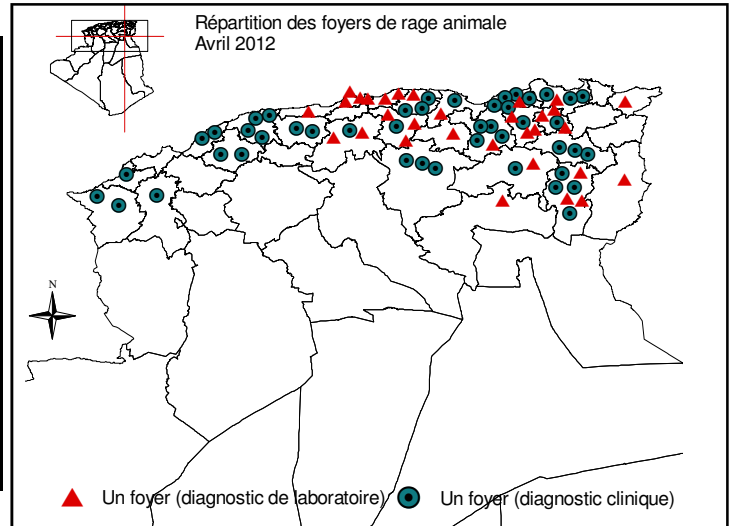 Répartition des foyers de rage animale
Avril 2012
N
Un foyer (diagnostic de laboratoire)
Un foyer (diagnostic clinique)